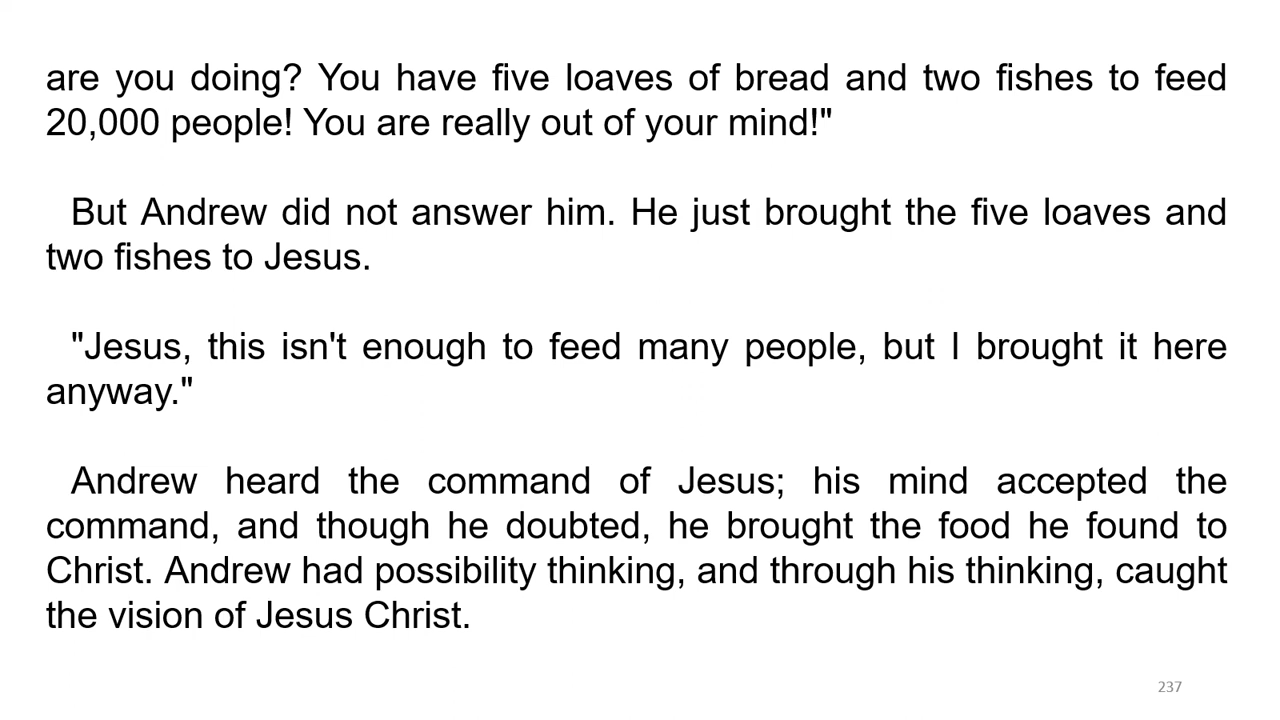 are you doing? You have five loaves of bread and two fishes to feed
20,000 people! You are really out of your mind!"
But Andrew did not answer him. He just brought the five loaves and
two fishes to Jesus.
"Jesus, this isn't enough to feed many people, but I brought it here
anyway."
Andrew heard the command of Jesus; his mind accepted the
command, and though he doubted, he brought the food he found to
Christ. Andrew had possibility thinking, and through his thinking, caught
the vision of Jesus Christ.
237